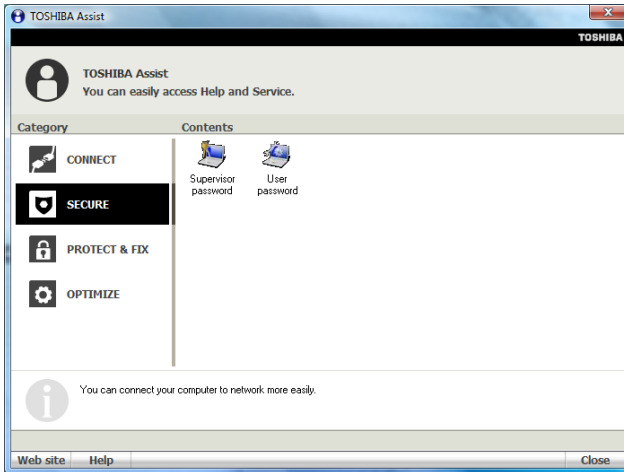 TOSHIBA Assist
TOSHIBA
TOSHIBA Assist
You can easily access Help and Service.
Category
Contents
CONNECT
SECURE
PROTECT & FIX
OPTIMIZE
Supervisor
password
User
password
You can connect your computer to network more easily.
Web site
Help
Close